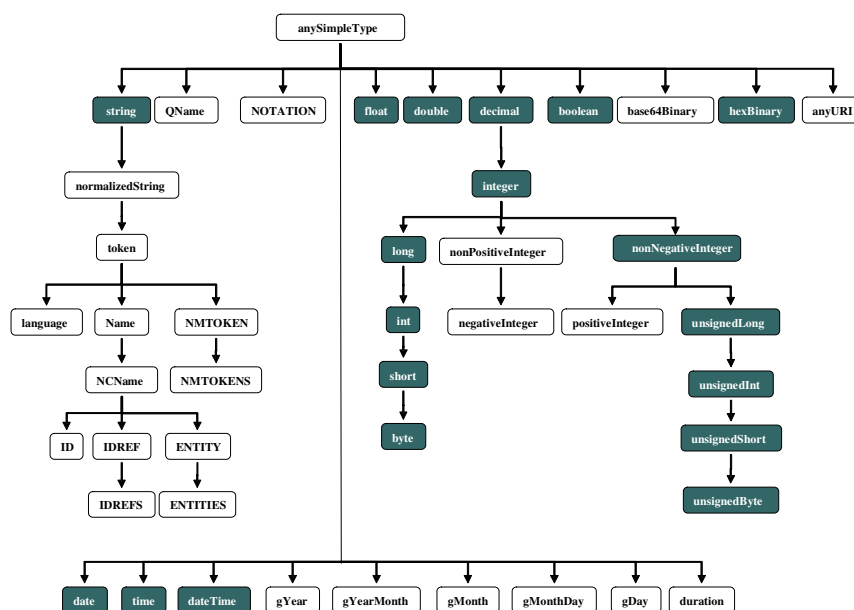 anySimpleType
string QName NOTATION float double decimal boolean base64Binary hexBinary anyURI
normalizedString integer
token long nonPositiveInteger nonNegativeInteger
language Name NMTOKEN int negativeInteger positiveInteger unsignedLong
NCName NMTOKENS short unsignedInt
ID IDREF ENTITY byte unsignedShort
IDREFS ENTITIES unsignedByte
date time dateTime gYear gYearMonth gMonth gMonthDay gDay duration